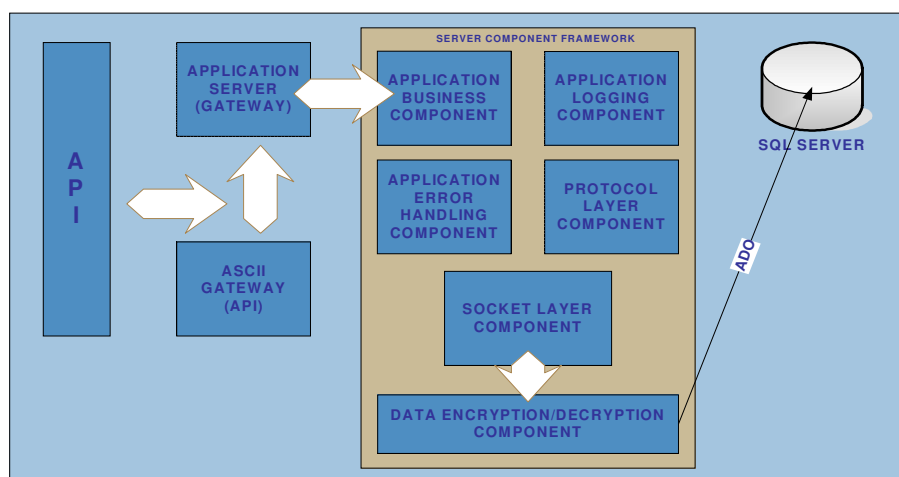 SERVER COMPONENT FRAMEWORK
A
P
I
APPLICATION
SERVER
(GATEWAY)
ASCII
GATEWAY
(API)
APPLICATION
BUSINESS
COMPONENT
APPLICATION
LOGGING
COMPONENT
APPLICATION
ERROR
HANDLING
COMPONENT
PROTOCOL
LAYER
COMPONENT
SOCKET LAYER
COMPONENT
DATA ENCRYPTION/DECRYPTION
COMPONENT
SQL SERVER
ADO